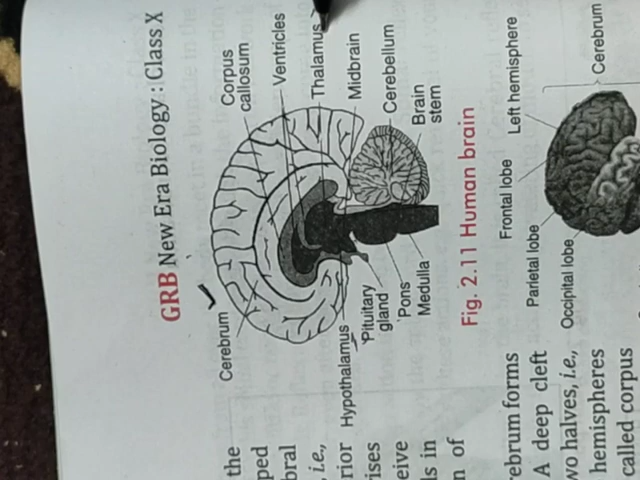 GRB New Era Biology : Class X
Cerebrum
Corpus
callosum
Ventricles
Thalamus
Midbrain
Cerebellum
Brain
stem
Hypothalamus
Pituitary
gland
Pons
Medulla
Fig. 2.11 Human brain
Left hemisphere
Cerebrum
Frontal lobe
Parietal lobe
Occipital lobe
the
ped
bral
, i.e.,
rior
rises
eive
ls in
n of
rebrum forms
A deep cleft
wo halves, i.e.,
hemispheres
called corpus